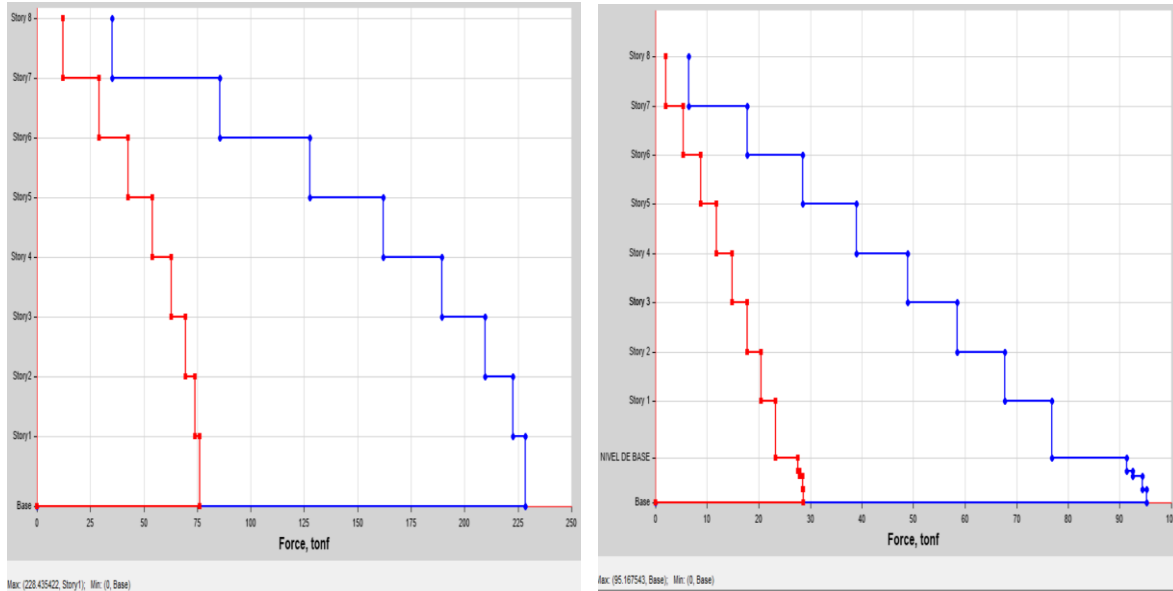 Story 8
Story7
Story6
Story5
Story 4
Story3
Story2
Story1
Base
0 25 50 75 100 125 150 175 200 225 250
Force, tonf
Max: (228.435422, Story1); Min: (0, Base)
Story 8
Story7
Story6
Story5
Story 4
Story 3
Story 2
Story 1
NIVEL DE BASE
Base
0 10 20 30 40 50 60 70 80 90 10
Force, tonf
Max: (95.167543, Base); Min: (0, Base)